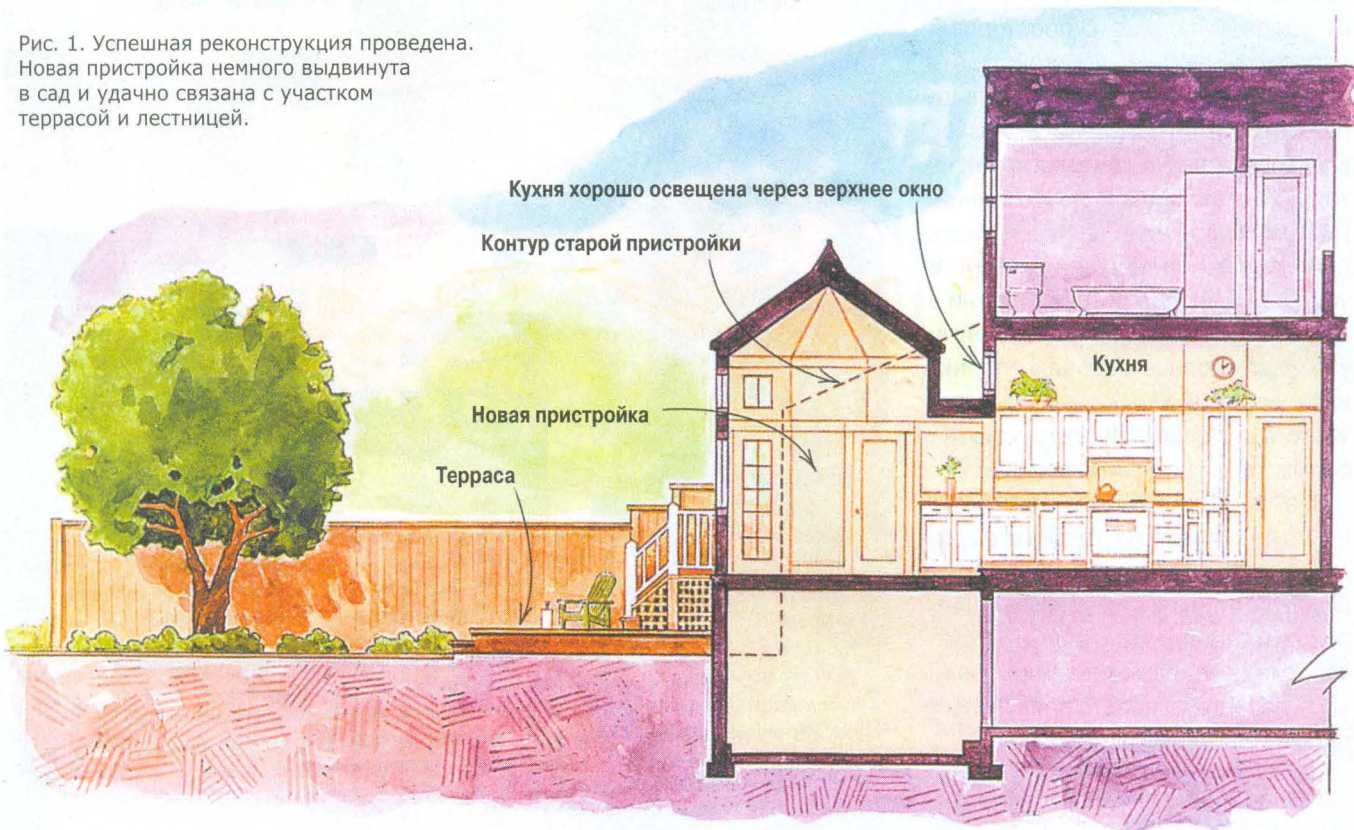 Рис. 1. Успешная реконструкция проведена.
Новая пристройка немного выдвинута
в сад и удачно связана с участком
террасой и лестницей.
Кухня хорошо освещена через верхнее окно
Контур старой пристройки
Кухня
Новая пристройка
Терраса